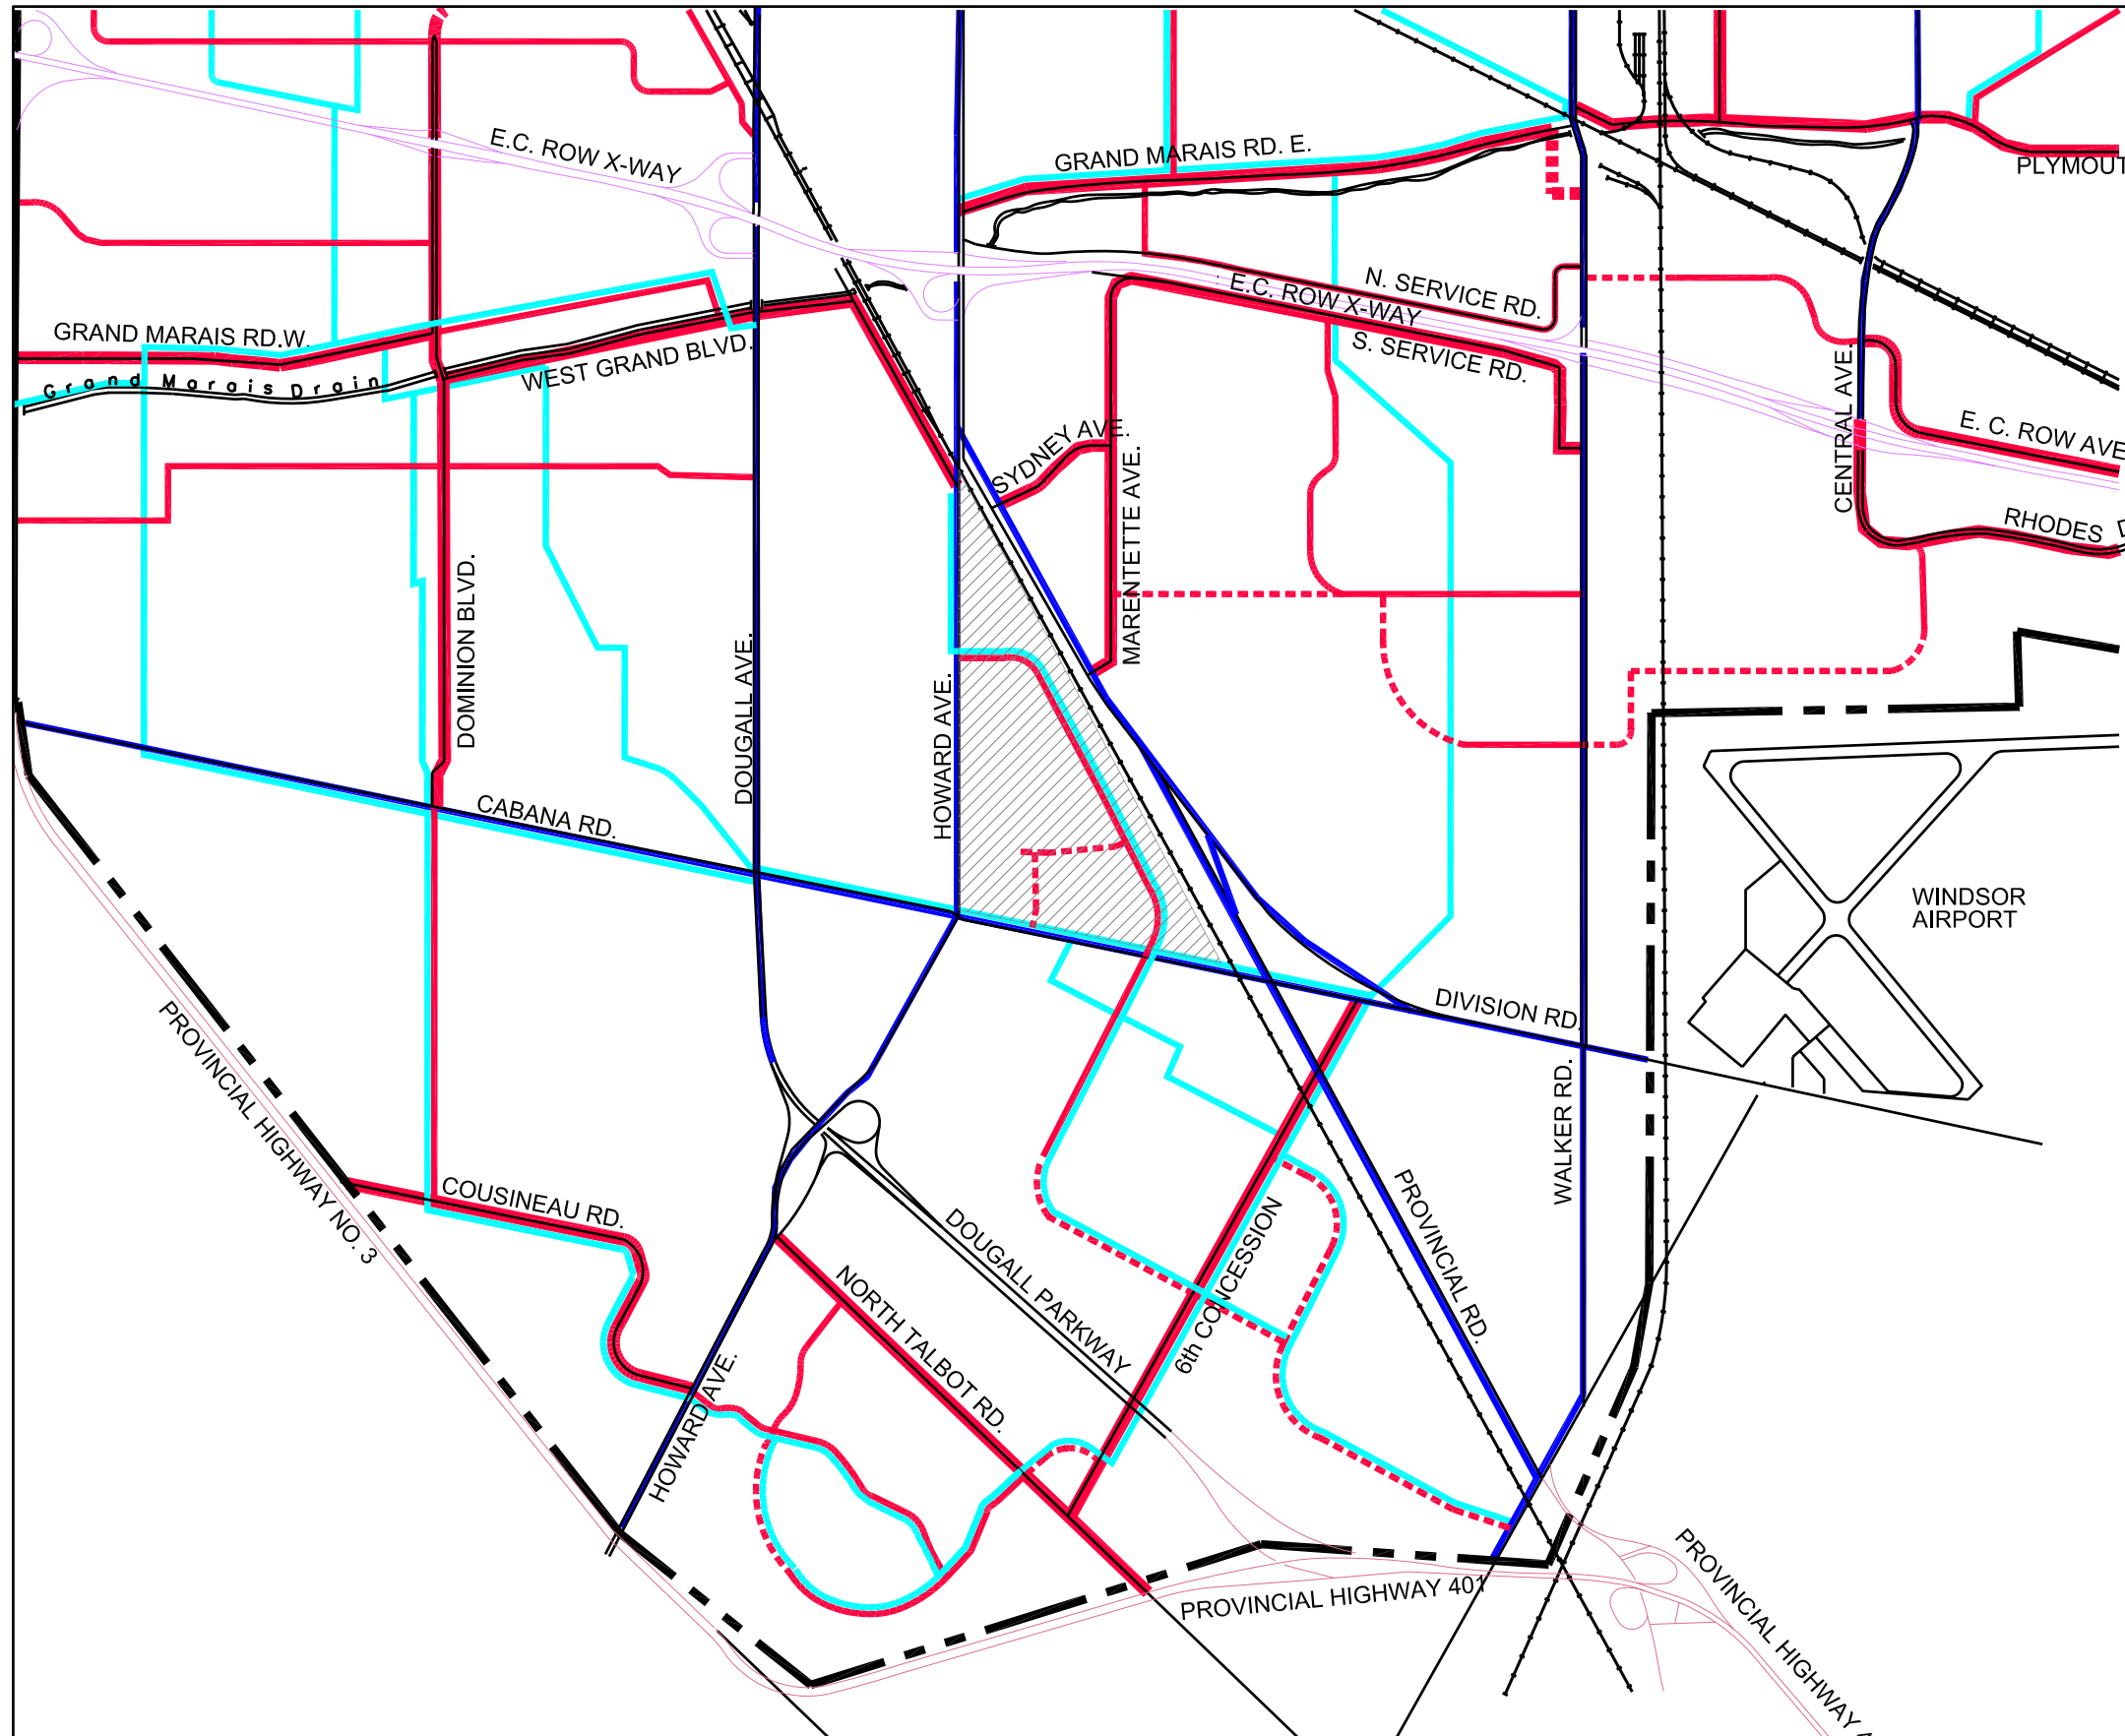 E.C. ROW X-WAY
GRAND MARAIS RD. E.
PLYMOUT
N. SERVICE RD.
E.C. ROW X-WAY
S. SERVICE RD.
GRAND MARAIS RD.W.
WEST GRAND BLVD.
Grand Marais Drain
CENTRAL AVE.
E. C. ROW AVE
SYDNEY AVE.
MARENTETTE AVE.
RHODES
DOMINION BLVD.
DOUGALL AVE.
HOWARD AVE.
CABANA RD.
WINDSOR
AIRPORT
DIVISION RD.
WALKER RD.
PROVINCIAL HIGHWAY NO. 3
COUSINEAU RD.
DOUGALL PARKWAY
6th CONCESSION
PROVINCIAL RD.
NORTH TALBOT RD.
HOWARD AVE.
PROVINCIAL HIGHWAY 401
PROVINCIAL HIGHWAY